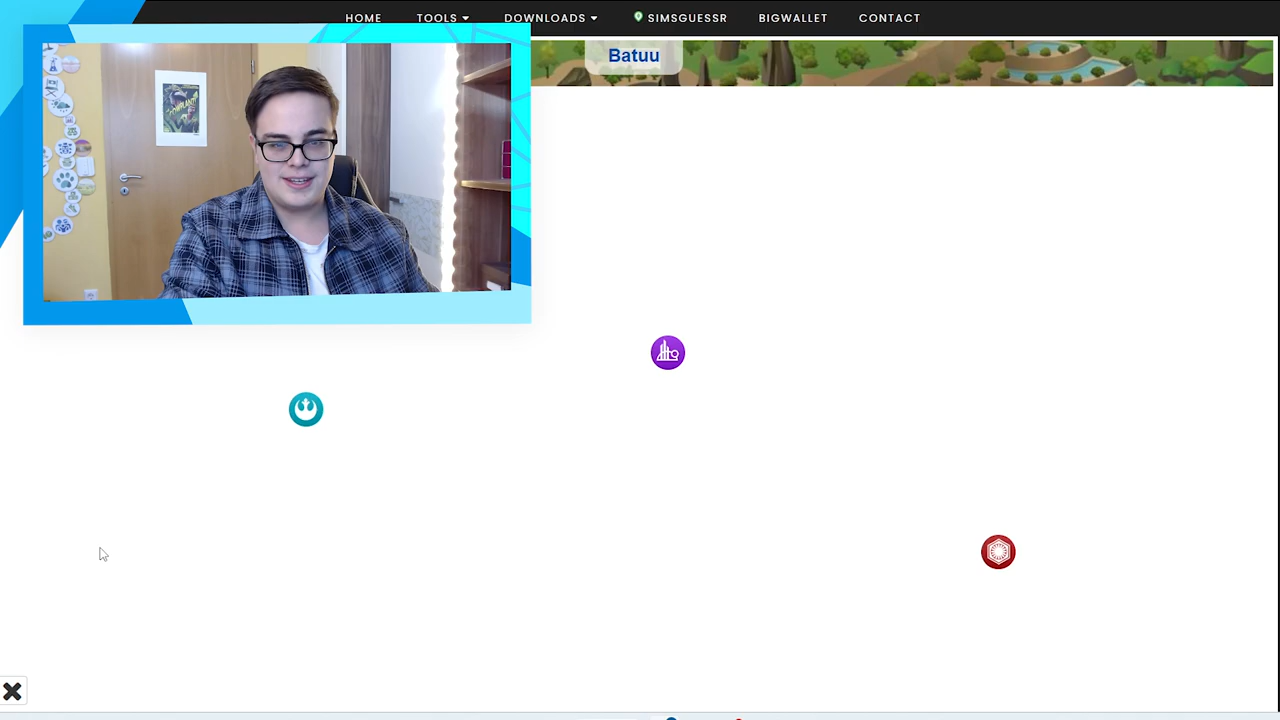 HOME
TOOLS
DOWNLOADS
SIMSGUESSR
BIGWALLET
CONTACT
Batuu